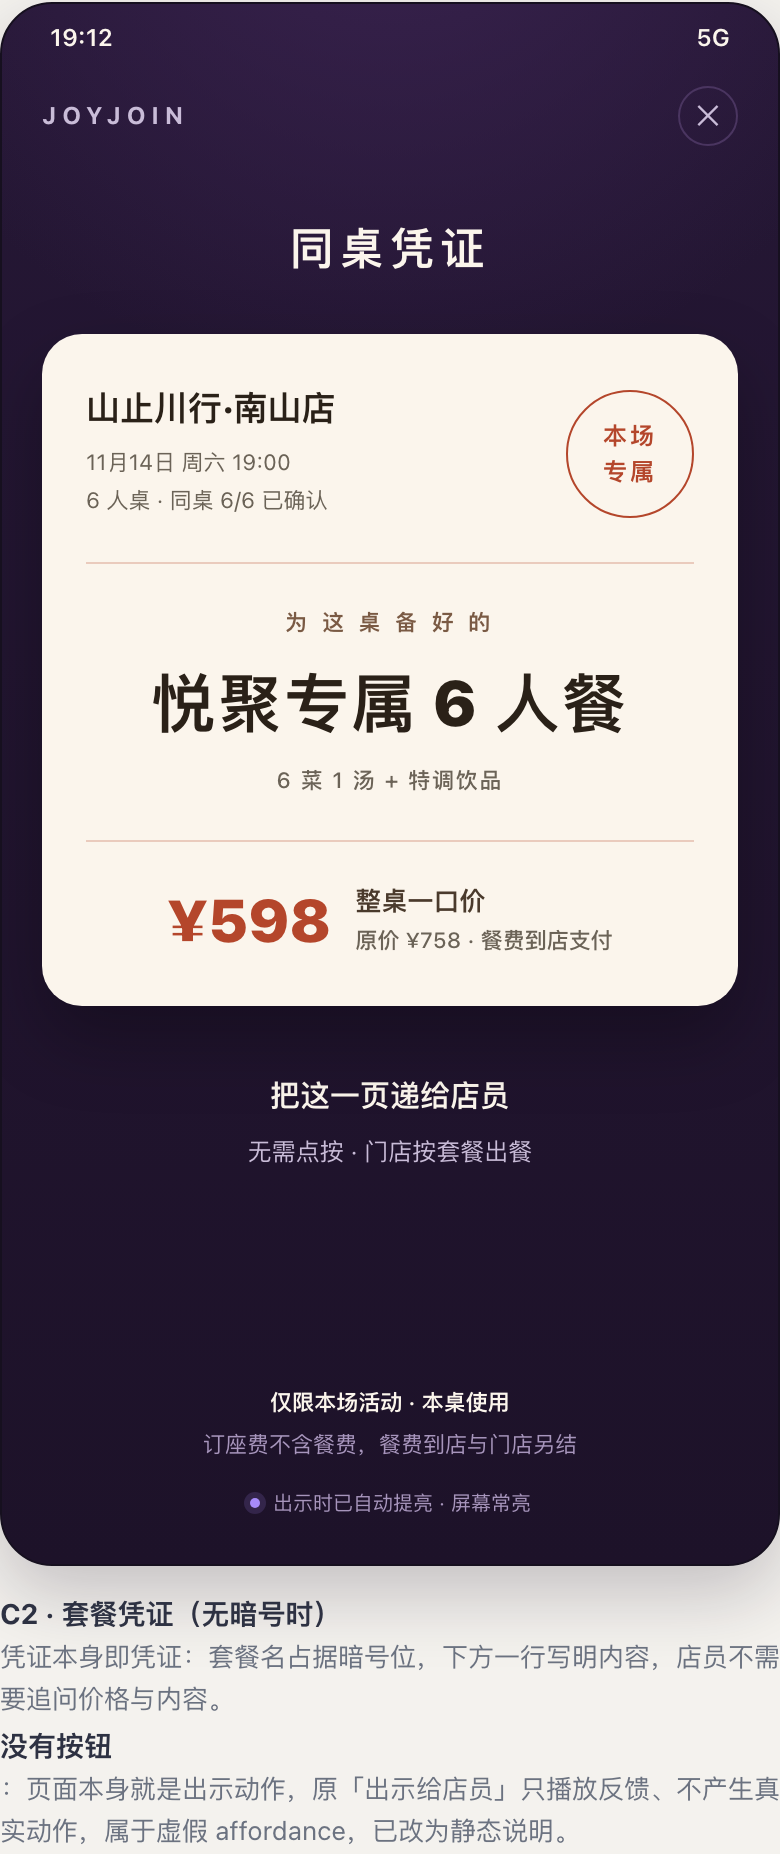 19:12 5G
JOYJOIN
同桌凭证
山止川行·南山店
11月14日 周六 19:00
6 人桌 · 同桌 6/6 已确认
本场
专属
为这桌备好的
悦聚专属 6 人餐
6 菜 1 汤 + 特调饮品
¥598
整桌一口价
原价 ¥758 · 餐费到店支付
把这一页递给店员
无需点按 · 门店按套餐出餐
仅限本场活动 · 本桌使用
订座费不含餐费，餐费到店与门店另结
出示时已自动提亮 · 屏幕常亮
C2 · 套餐凭证（无暗号时）
凭证本身即凭证：套餐名占据暗号位，下方一行写明内容，店员不需
要追问价格与内容。
没有按钮
：页面本身就是出示动作，原「出示给店员」只播放反馈、不产生真
实动作，属于虚假 affordance，已改为静态说明。